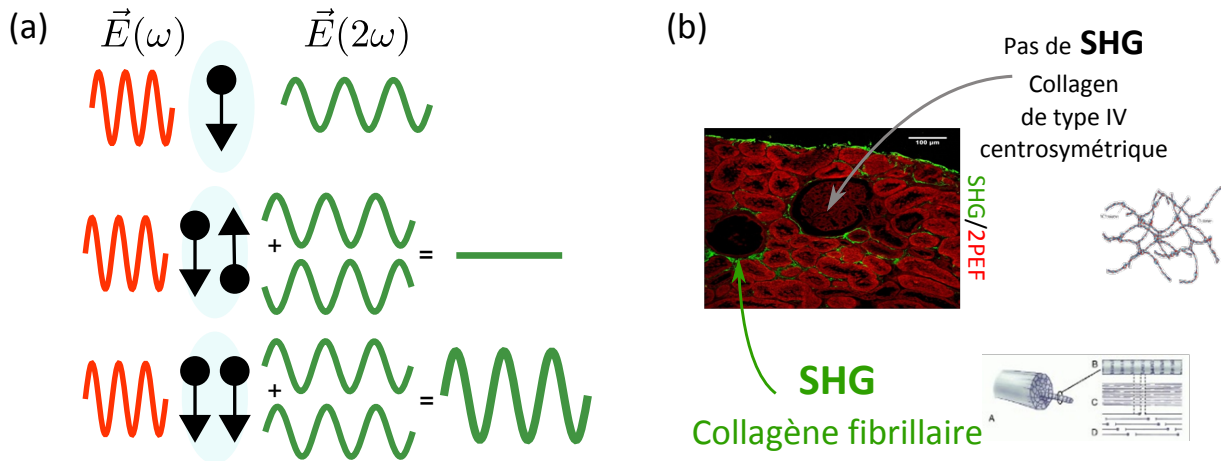 (a)
E⃗(ω)
E⃗(2ω)
+
=
+
=
(b)
Pas de SHG
Collagen
de type IV
centrosymétrique
100 µm
SHG/2PEF
SHG
Collagène fibrillaire
A
B
C
D